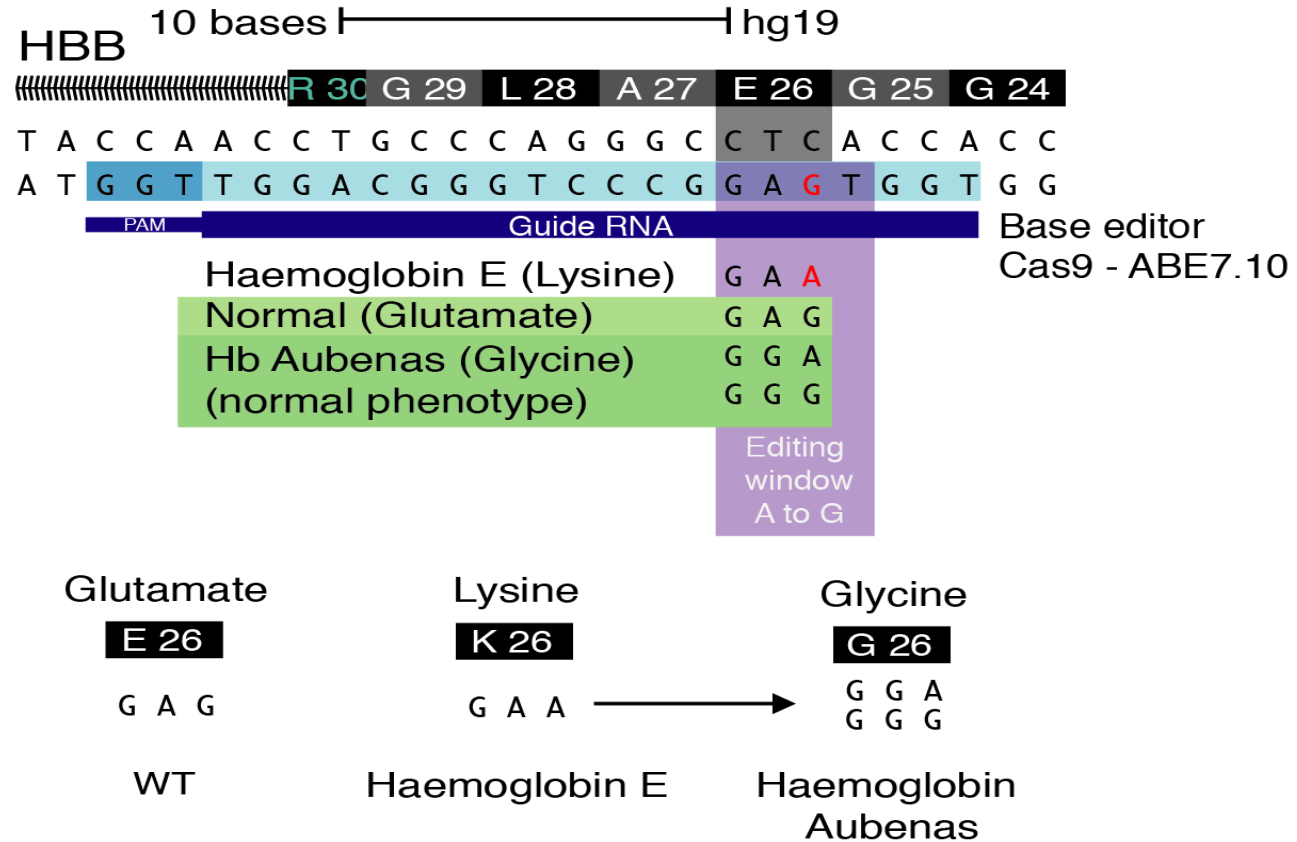 10 bases hg19
HBB
R 30 G 29 L 28 A 27 E 26 G 25 G 24
T A C C A A C C T G C C C A G G G C C T C A C C A C C
A T G G T T G G A C G G G T C C C G G A G T G G T G G
PAM Guide RNA
Base editor
Cas9 - ABE7.10
Haemoglobin E (Lysine) G A A
Normal (Glutamate) G A G
Hb Aubenas (Glycine) G G A
(normal phenotype) G G G
Editing
window
A to G
Glutamate Lysine Glycine
E 26 K 26 G 26
G A G G A A G G A
G G G
WT Haemoglobin E Haemoglobin
Aubenas